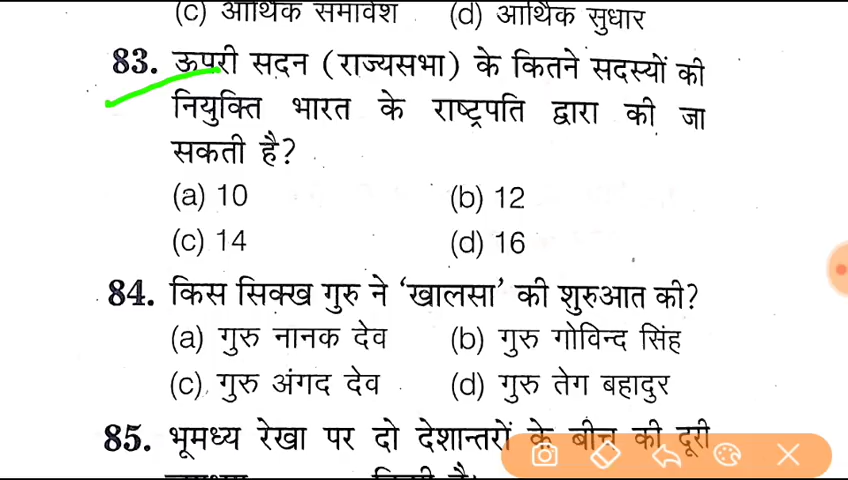 (c) आर्थिक समावेश (d) आर्थिक सुधार
83. ऊपरी सदन (राज्यसभा) के कितने सदस्यों की
नियुक्ति भारत के राष्ट्रपति द्वारा की जा
सकती है?
(a) 10 (b) 12
(c) 14 (d) 16
84. किस सिक्ख गुरु ने 'खालसा' की शुरुआत की?
(a) गुरु नानक देव (b) गुरु गोविन्द सिंह
(c) गुरु अंगद देव (d) गुरु तेग बहादुर
85. भूमध्य रेखा पर दो देशान्तरों के बीच की दूरी